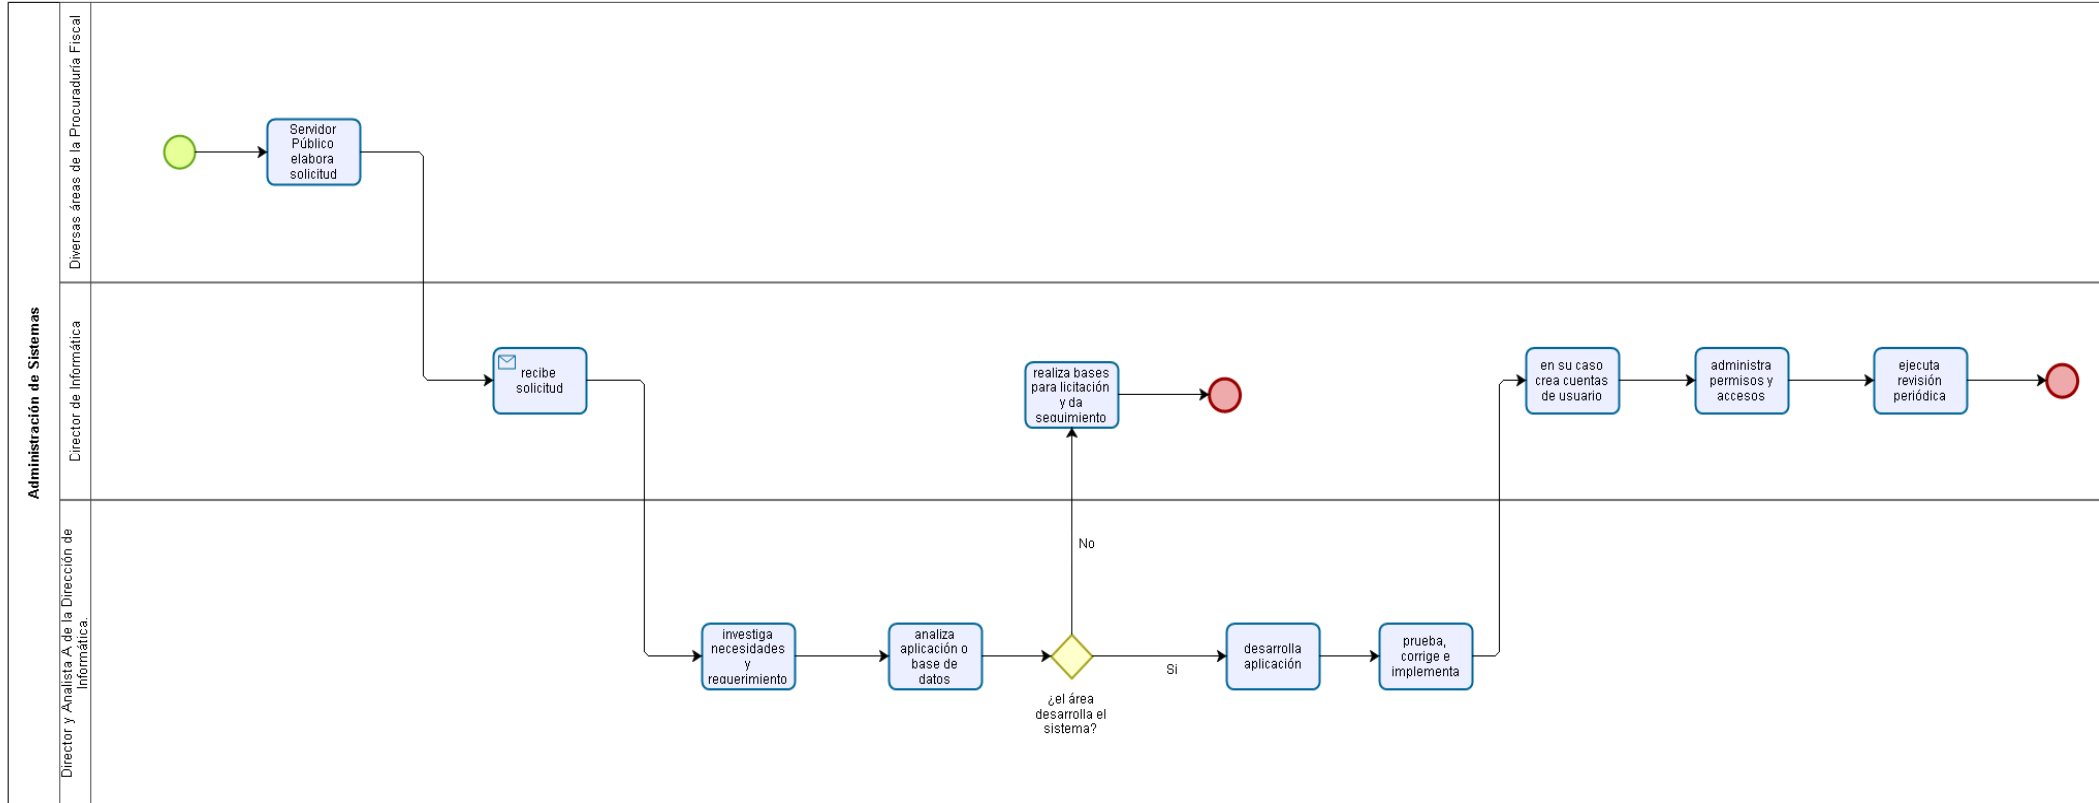 Administración de Sistemas
Diversas áreas de la Procuraduría Fiscal
Servidor
Público
elabora
solicitud
Director de Informática
recibe
solicitud
realiza bases
para licitación
y da
seguimiento
en su caso
crea cuentas
de usuario
administra
permisos y
accesos
ejecuta
revisión
periódica
No
Director y Analista A de la Dirección de
Informática.
investiga
necesidades
y
requerimiento
analiza
aplicación o
base de
datos
¿el área
desarrolla el
sistema?
Si
desarrolla
aplicación
prueba,
corrige e
implementa